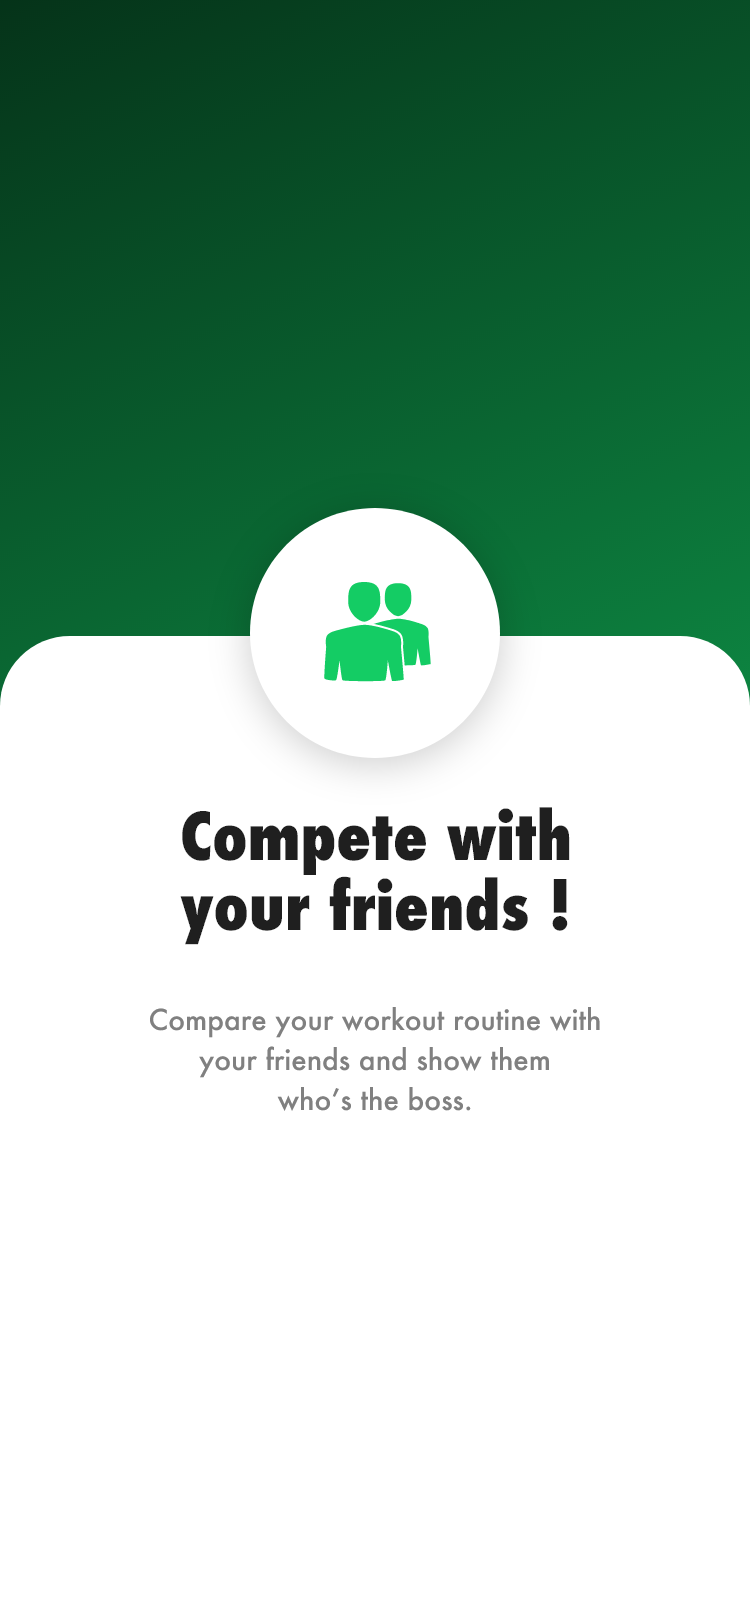 Compete with
your friends !
Compare your workout routine with
your friends and show them
who’s the boss.